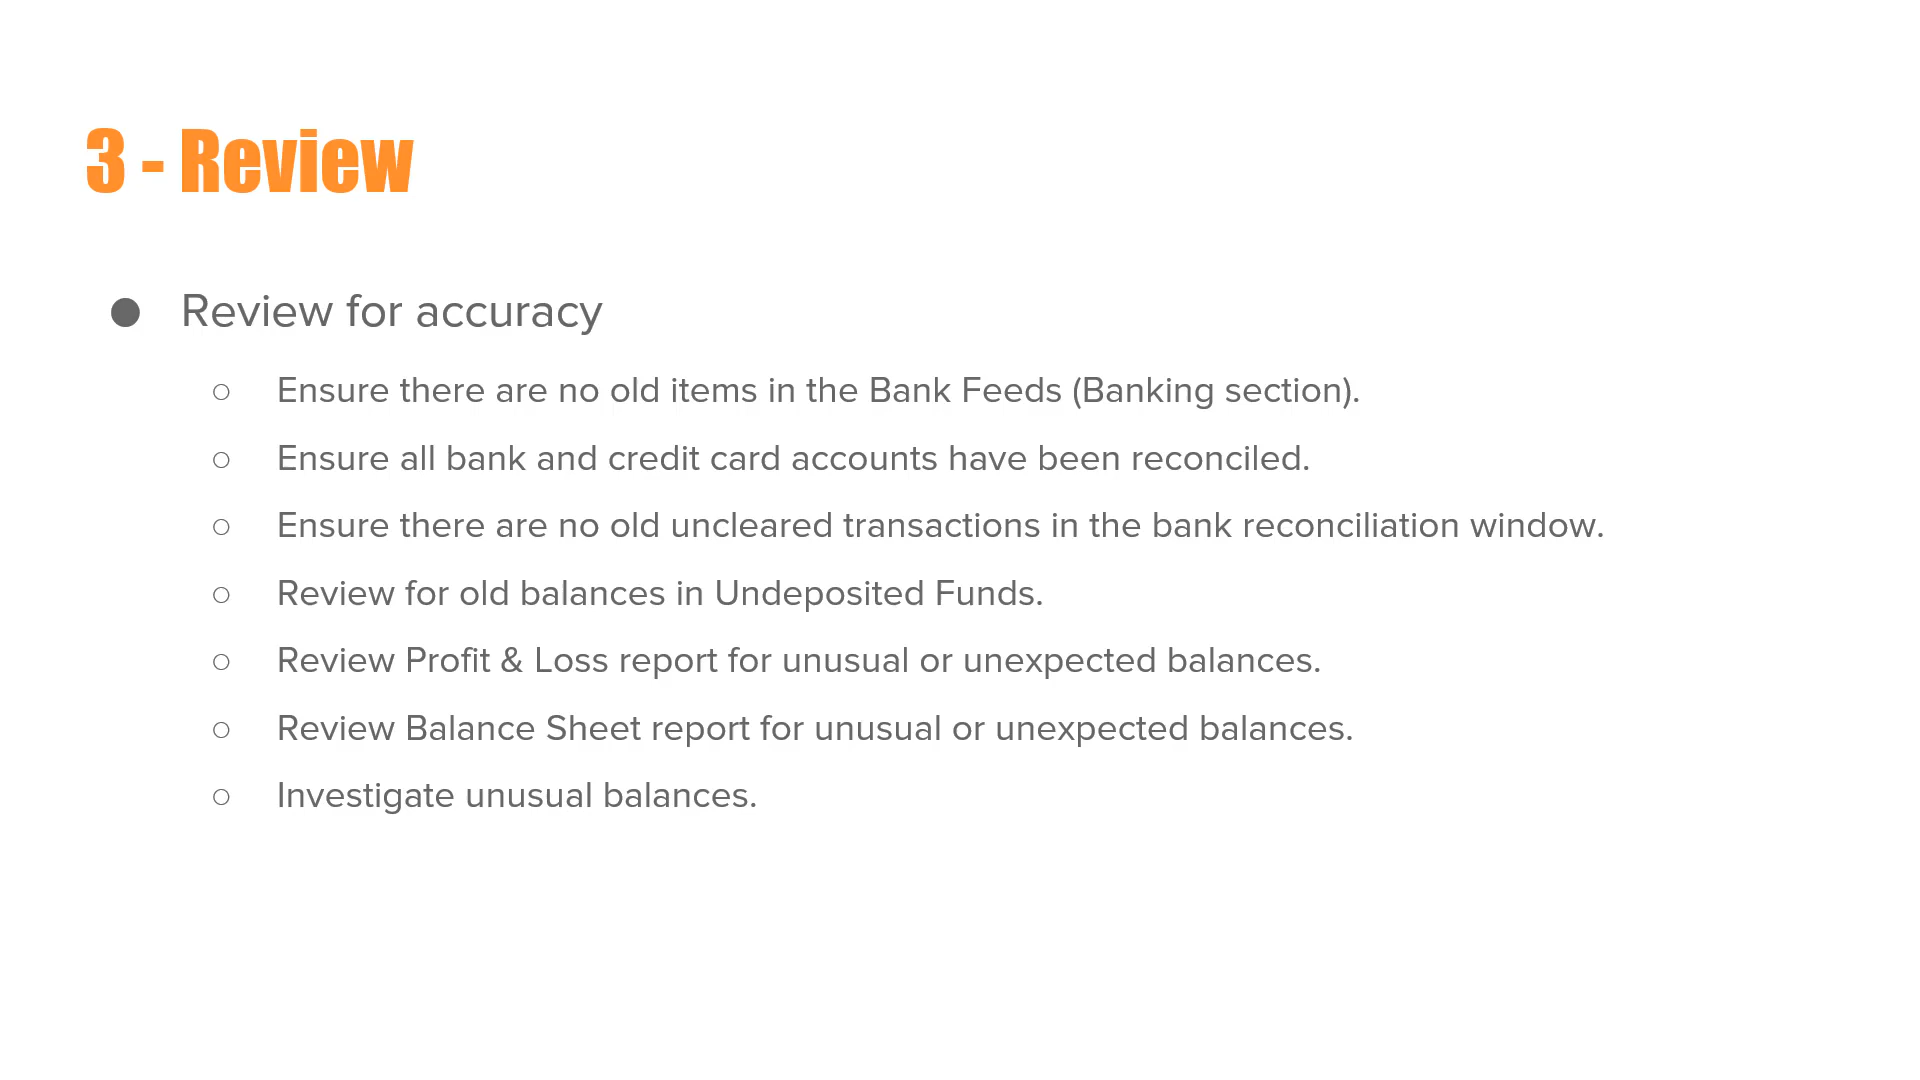 3 - Review
● Review for accuracy
○ Ensure there are no old items in the Bank Feeds (Banking section).
○ Ensure all bank and credit card accounts have been reconciled.
○ Ensure there are no old uncleared transactions in the bank reconciliation window.
○ Review for old balances in Undeposited Funds.
○ Review Profit & Loss report for unusual or unexpected balances.
○ Review Balance Sheet report for unusual or unexpected balances.
○ Investigate unusual balances.